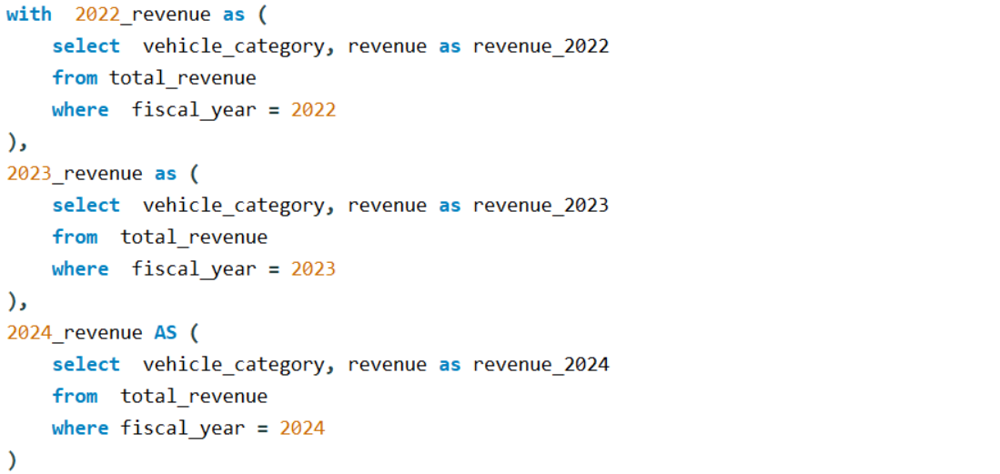 with  2022_revenue as (
    select  vehicle_category, revenue as revenue_2022
    from total_revenue
    where  fiscal_year = 2022
),
2023_revenue as (
    select  vehicle_category, revenue as revenue_2023
    from  total_revenue
    where  fiscal_year = 2023
),
2024_revenue AS (
    select  vehicle_category, revenue as revenue_2024
    from  total_revenue
    where fiscal_year = 2024
)